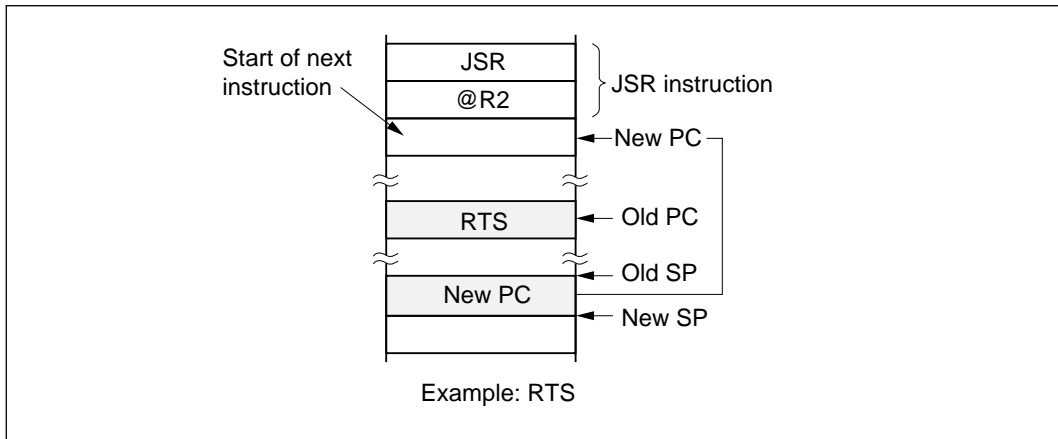 Start of next
instruction
JSR
@R2
JSR instruction
New PC
RTS
Old PC
Old SP
New PC
New SP
Example: RTS